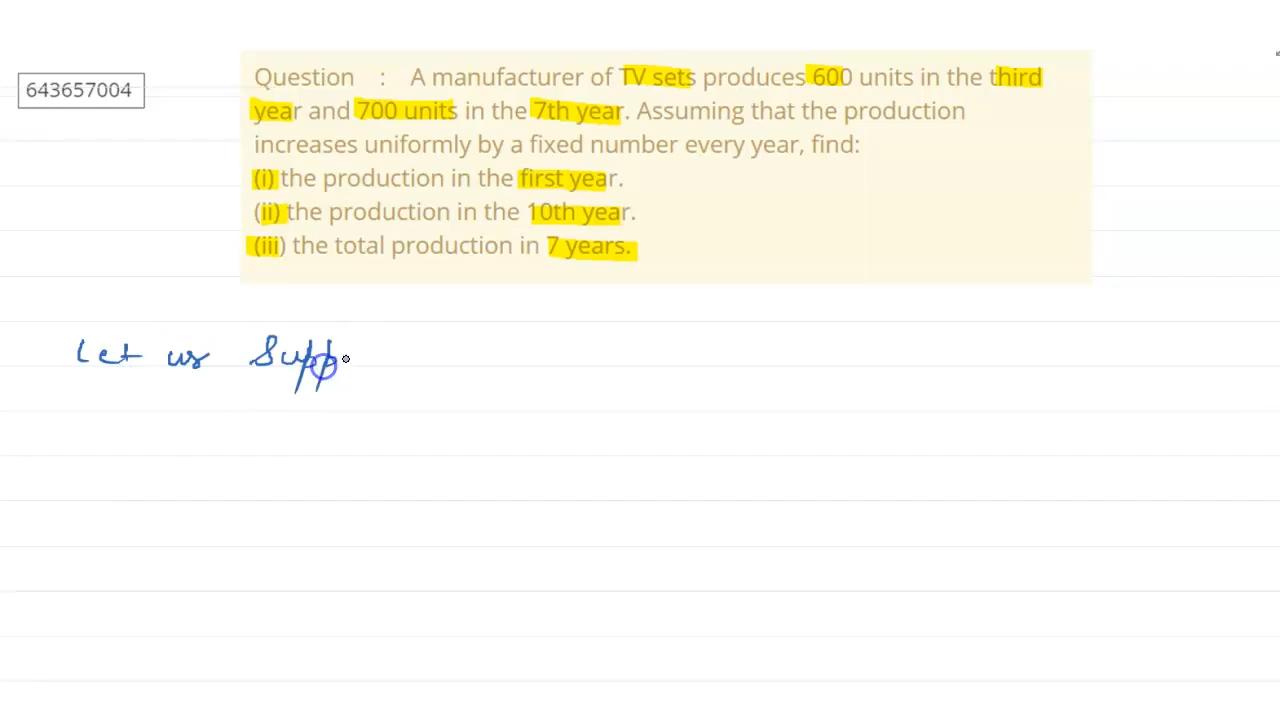 643657004
Question : A manufacturer of TV sets produces 600 units in the third
year and 700 units in the 7th year. Assuming that the production
increases uniformly by a fixed number every year, find:
(i) the production in the first year.
(ii) the production in the 10th year.
(iii) the total production in 7 years.
Let us Supp